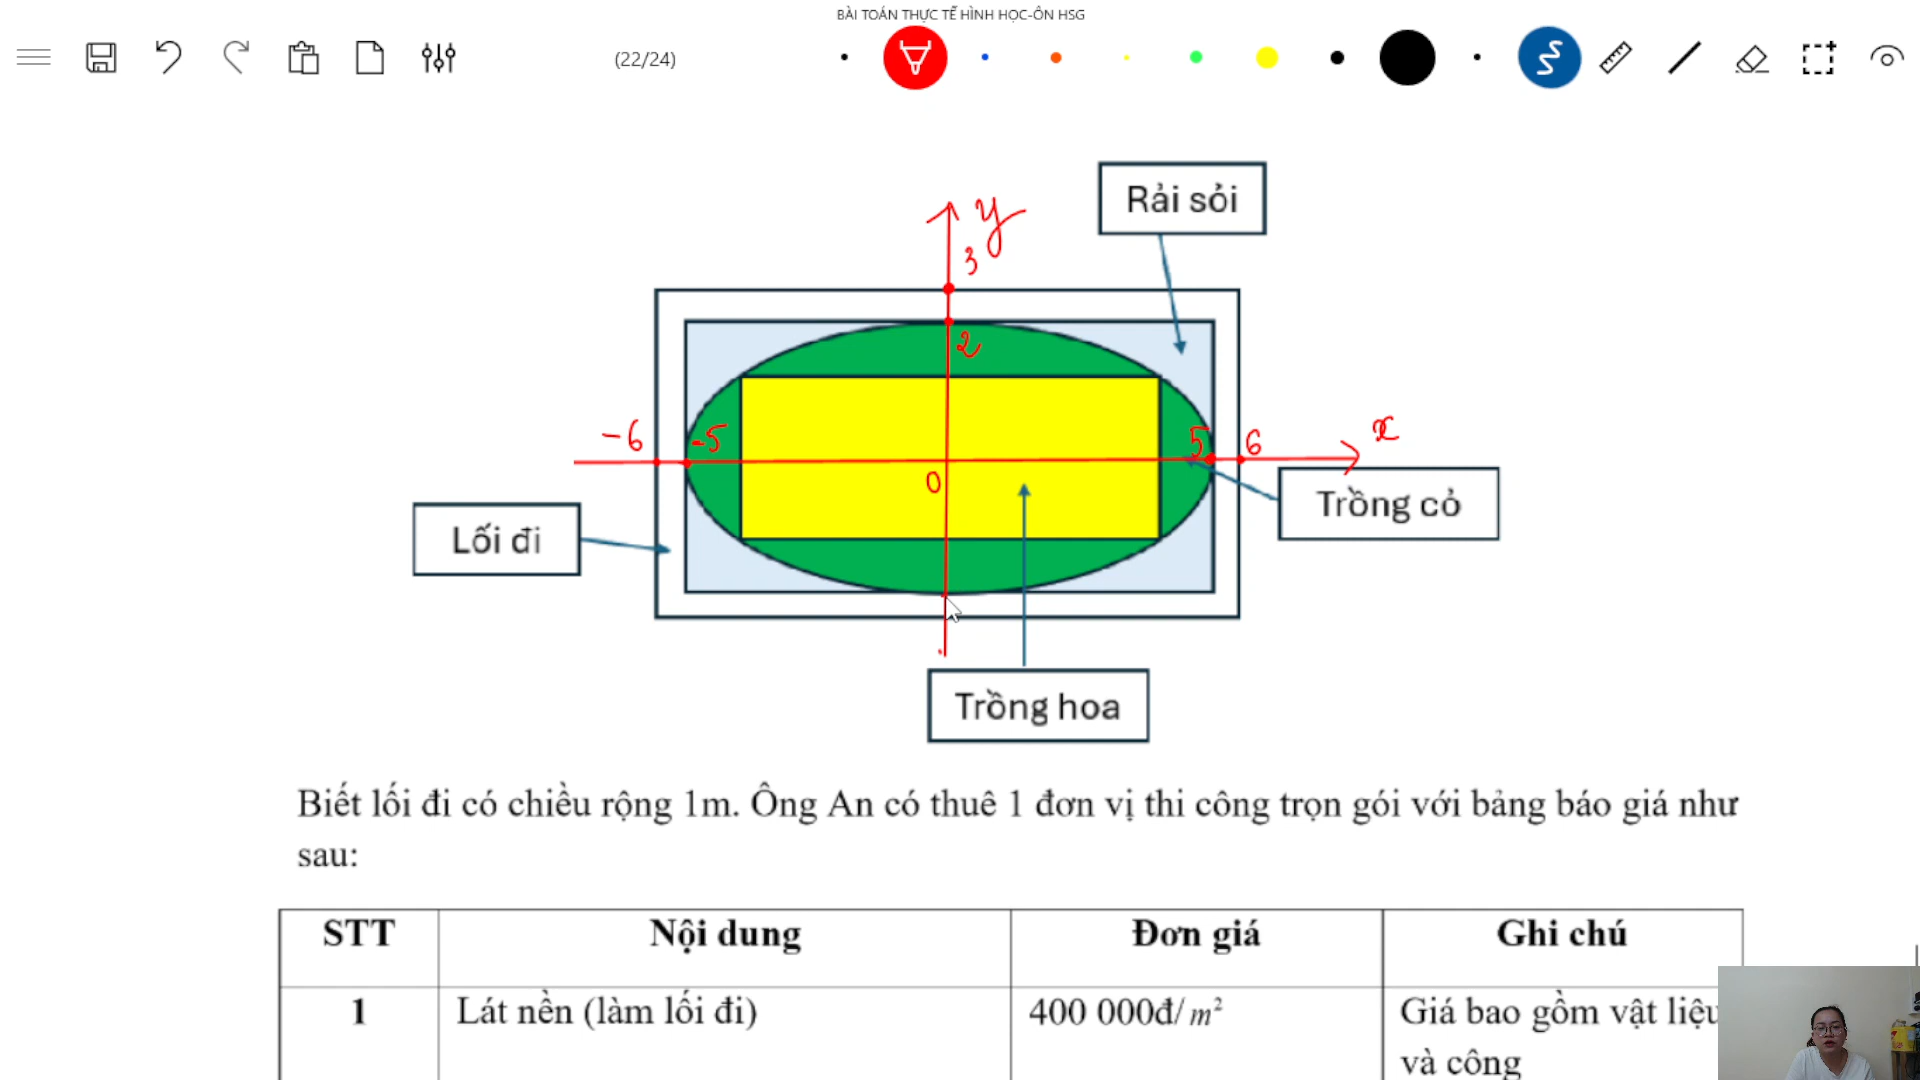 BÀI TOÁN THỰC TẾ HÌNH HỌC-ÔN HSG
(22/24)
Rải sỏi
y
3
2
-6
-5
5
6
x
0
Lối đi
Trồng cỏ
Trồng hoa
Biết lối đi có chiều rộng 1m. Ông An có thuê 1 đơn vị thi công trọn gói với bảng báo giá như
sau:
STT Nội dung Đơn giá Ghi chú
1 Lát nền (làm lối đi) 400 000đ/m² Giá bao gồm vật liệu
và công